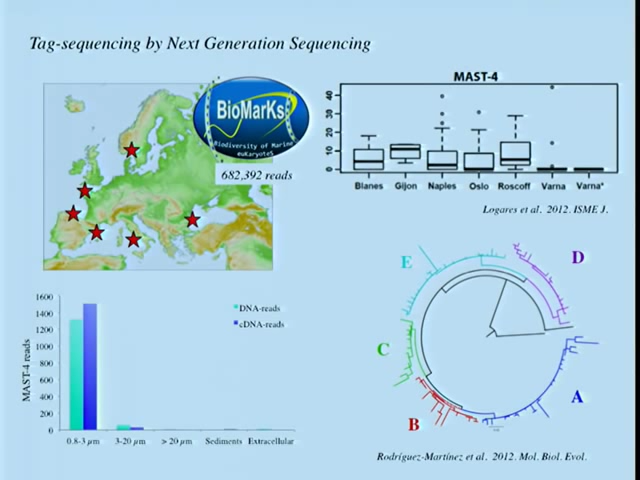 Tag-sequencing by Next Generation Sequencing
BioMarKs
Biodiversity of Marine
euKaryotes
682,392 reads
MAST-4
40
30
20
10
0
Blanes Gijon Naples Oslo Roscoff Varna Varna*
Logares et al. 2012. ISME J.
1600
1400
1200
1000
800
600
400
200
0
MAST-4 reads
DNA-reads
cDNA-reads
0.8-3 µm 3-20 µm > 20 µm Sediments Extracellular
E
D
C
B
A
Rodríguez-Martínez et al. 2012. Mol. Biol. Evol.